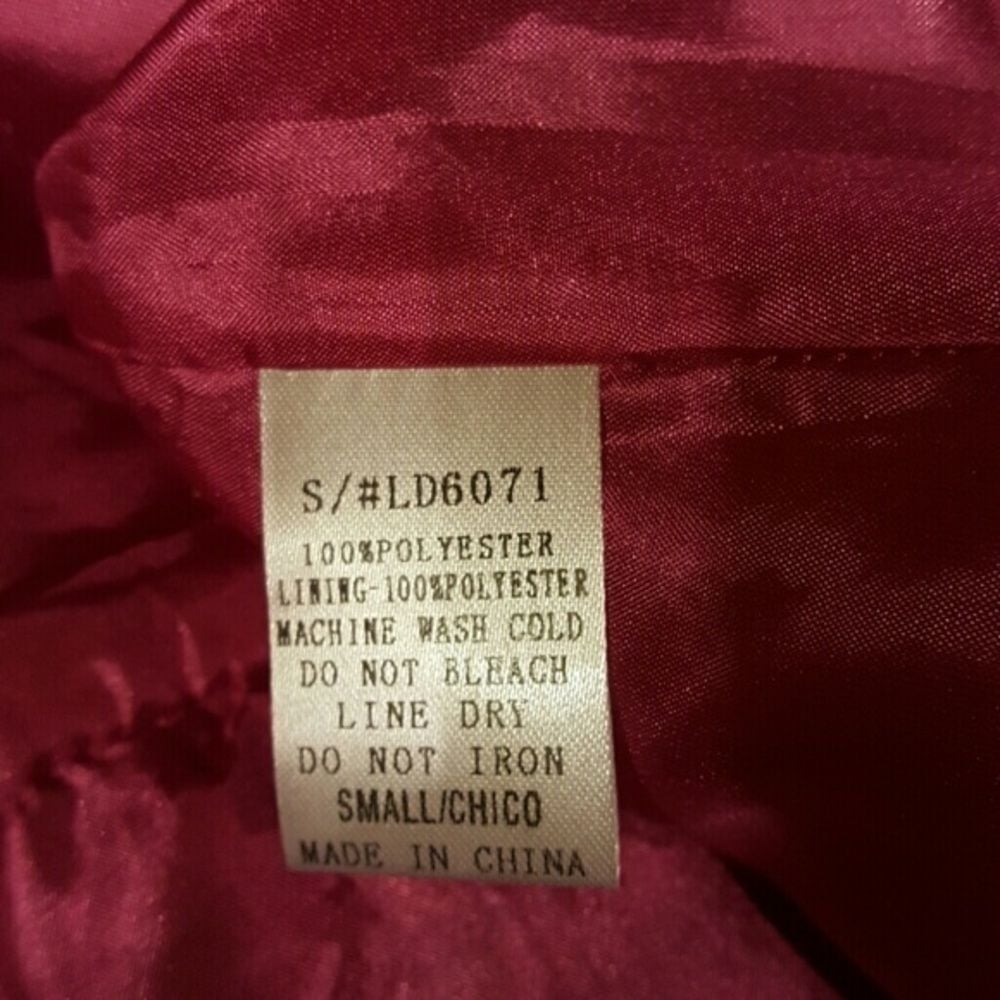 S/#LD6071
100%POLYESTER
LINING-100%POLYESTER
MACHINE WASH COLD
DO NOT BLEACH
LINE DRY
DO NOT IRON
SMALL/CHICO
MADE IN CHINA